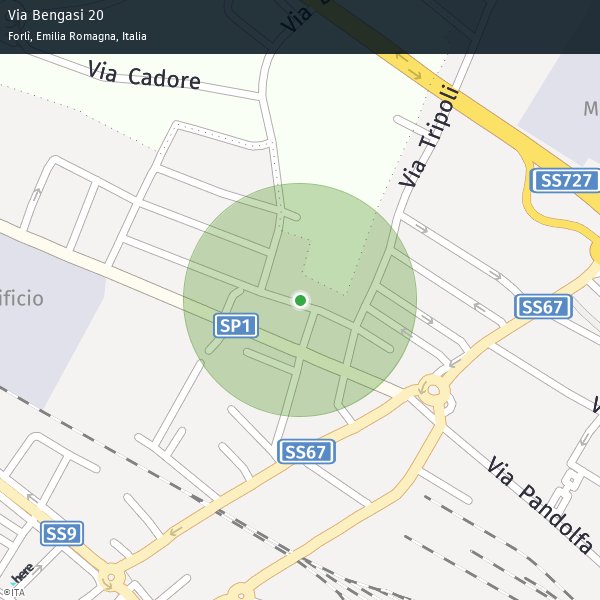 Via Bengasi 20
Forlì, Emilia Romagna, Italia
Via
Via Cadore
M
Via Tripoli
SS727
ificio
SS67
SP1
SS67
Via Pandolfa
SS9
here
©ITA